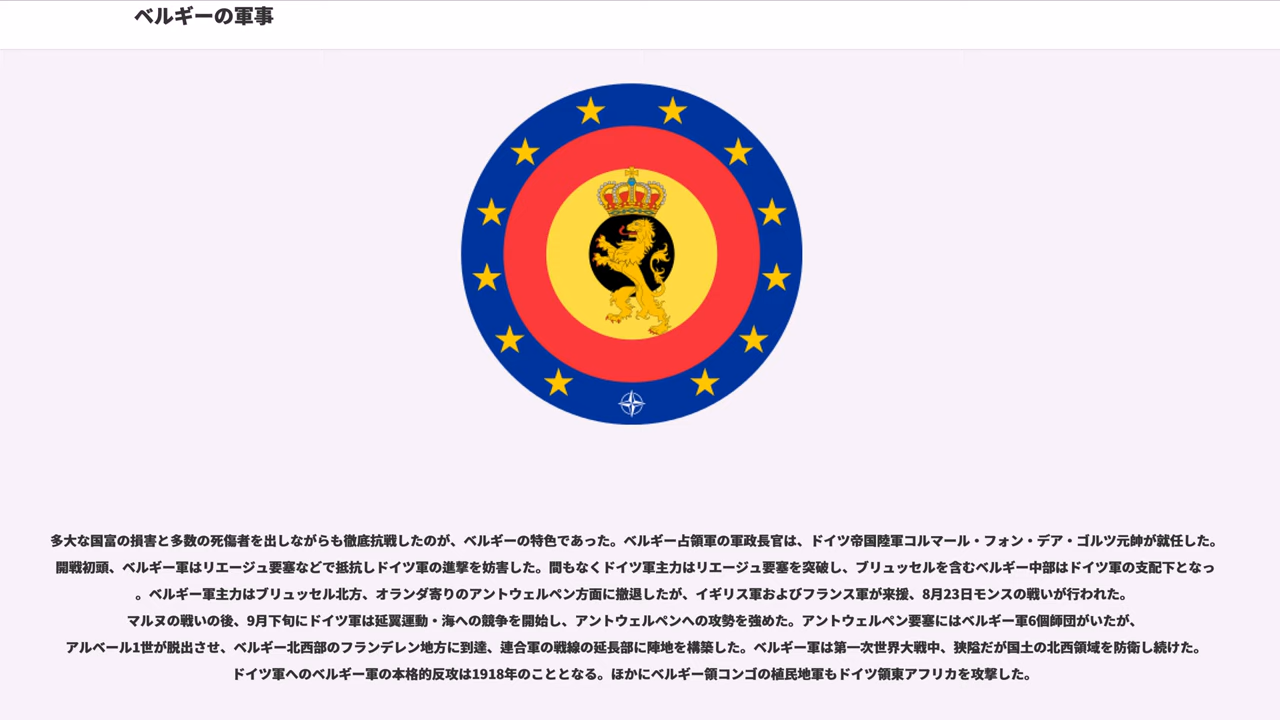 ベルギーの軍事
多大な国富の損害と多数の死傷者を出しながらも徹底抗戦したのが、ベルギーの特色であった。ベルギー占領軍の軍政長官は、ドイツ帝国陸軍コルマール・フォン・デア・ゴルツ元帥が就任した。
開戦初頭、ベルギー軍はリエージュ要塞などで抵抗しドイツ軍の進撃を妨害した。間もなくドイツ軍主力はリエージュ要塞を突破し、ブリュッセルを含むベルギー中部はドイツ軍の支配下となっ
。ベルギー軍主力はブリュッセル北方、オランダ寄りのアントウェルペン方面に撤退したが、イギリス軍およびフランス軍が来援、8月23日モンスの戦いが行われた。
マルヌの戦いの後、9月下旬にドイツ軍は延翼運動・海への競争を開始し、アントウェルペンへの攻勢を強めた。アントウェルペン要塞にはベルギー軍6個師団がいたが、
アルベール1世が脱出させ、ベルギー北西部のフランデレン地方に到達、連合軍の戦線の延長部に陣地を構築した。ベルギー軍は第一次世界大戦中、狭隘だが国土の北西領域を防衛し続けた。
ドイツ軍へのベルギー軍の本格的反攻は1918年のこととなる。ほかにベルギー領コンゴの植民地軍もドイツ領東アフリカを攻撃した。